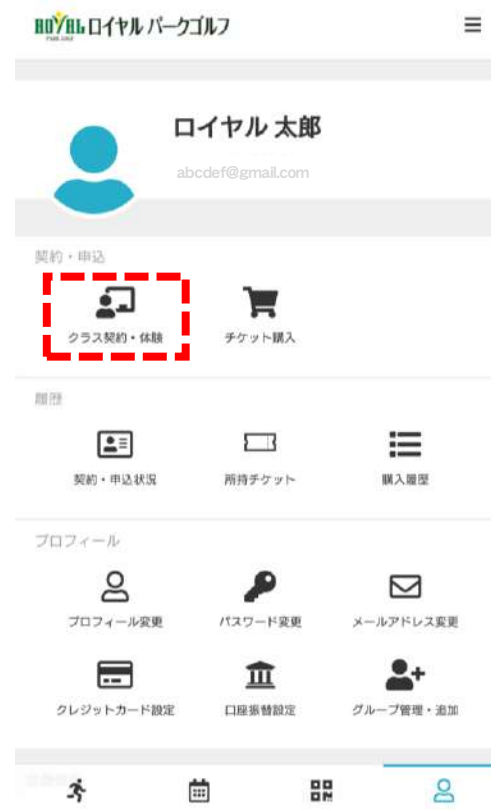 ROYAL ロイヤル パークゴルフ
PARK GOLF
ロイヤル 太郎
abcdef@gmail.com
契約・申込
クラス契約・体験 チケット購入
履歴
契約・申込状況 所持チケット 購入履歴
プロフィール
プロフィール変更 パスワード変更 メールアドレス変更
クレジットカード設定 口座振替設定 グループ管理・追加